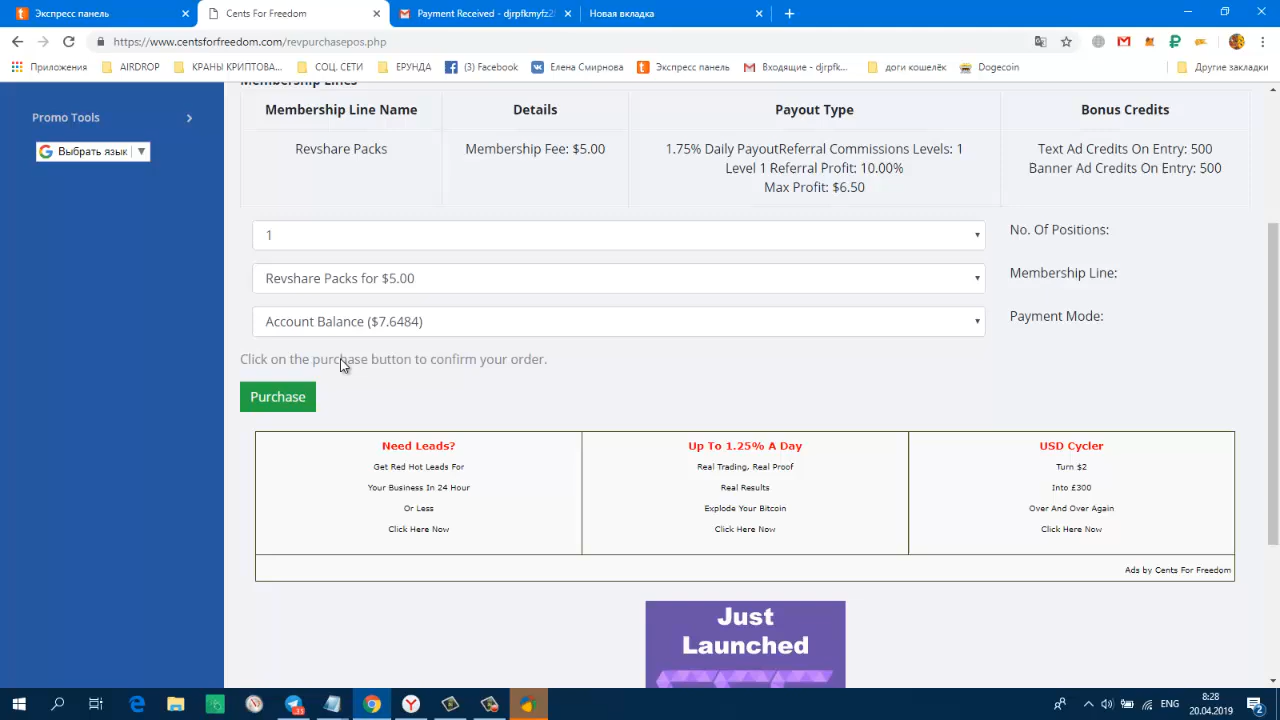 Экспресс панель
Cents For Freedom
Payment Received - djrpfkmyfz2
Новая вкладка
https://www.centsforfreedom.com/revpurchasepos.php
Приложения
AIRDROP
КРАНЫ КРИПТОВА...
СОЦ. СЕТИ
ЕРУНДА
(3) Facebook
Елена Смирнова
Экспресс панель
Входящие - djrpfk...
доги кошелёк
Dogecoin
Другие закладки
Promo Tools
Выбрать язык
Membership Lines
Membership Line Name
Details
Payout Type
Bonus Credits
Revshare Packs
Membership Fee: $5.00
1.75% Daily PayoutReferral Commissions Levels: 1
Level 1 Referral Profit: 10.00%
Max Profit: $6.50
Text Ad Credits On Entry: 500
Banner Ad Credits On Entry: 500
1
No. Of Positions:
Revshare Packs for $5.00
Membership Line:
Account Balance ($7.6484)
Payment Mode:
Click on the purchase button to confirm your order.
Purchase
Need Leads?
Get Red Hot Leads For
Your Business In 24 Hour
Or Less
Click Here Now
Up To 1.25% A Day
Real Trading, Real Proof
Real Results
Explode Your Bitcoin
Click Here Now
USD Cycler
Turn $2
Into £300
Over And Over Again
Click Here Now
Ads by Cents For Freedom
Just
Launched
ENG
8:28
20.04.2019